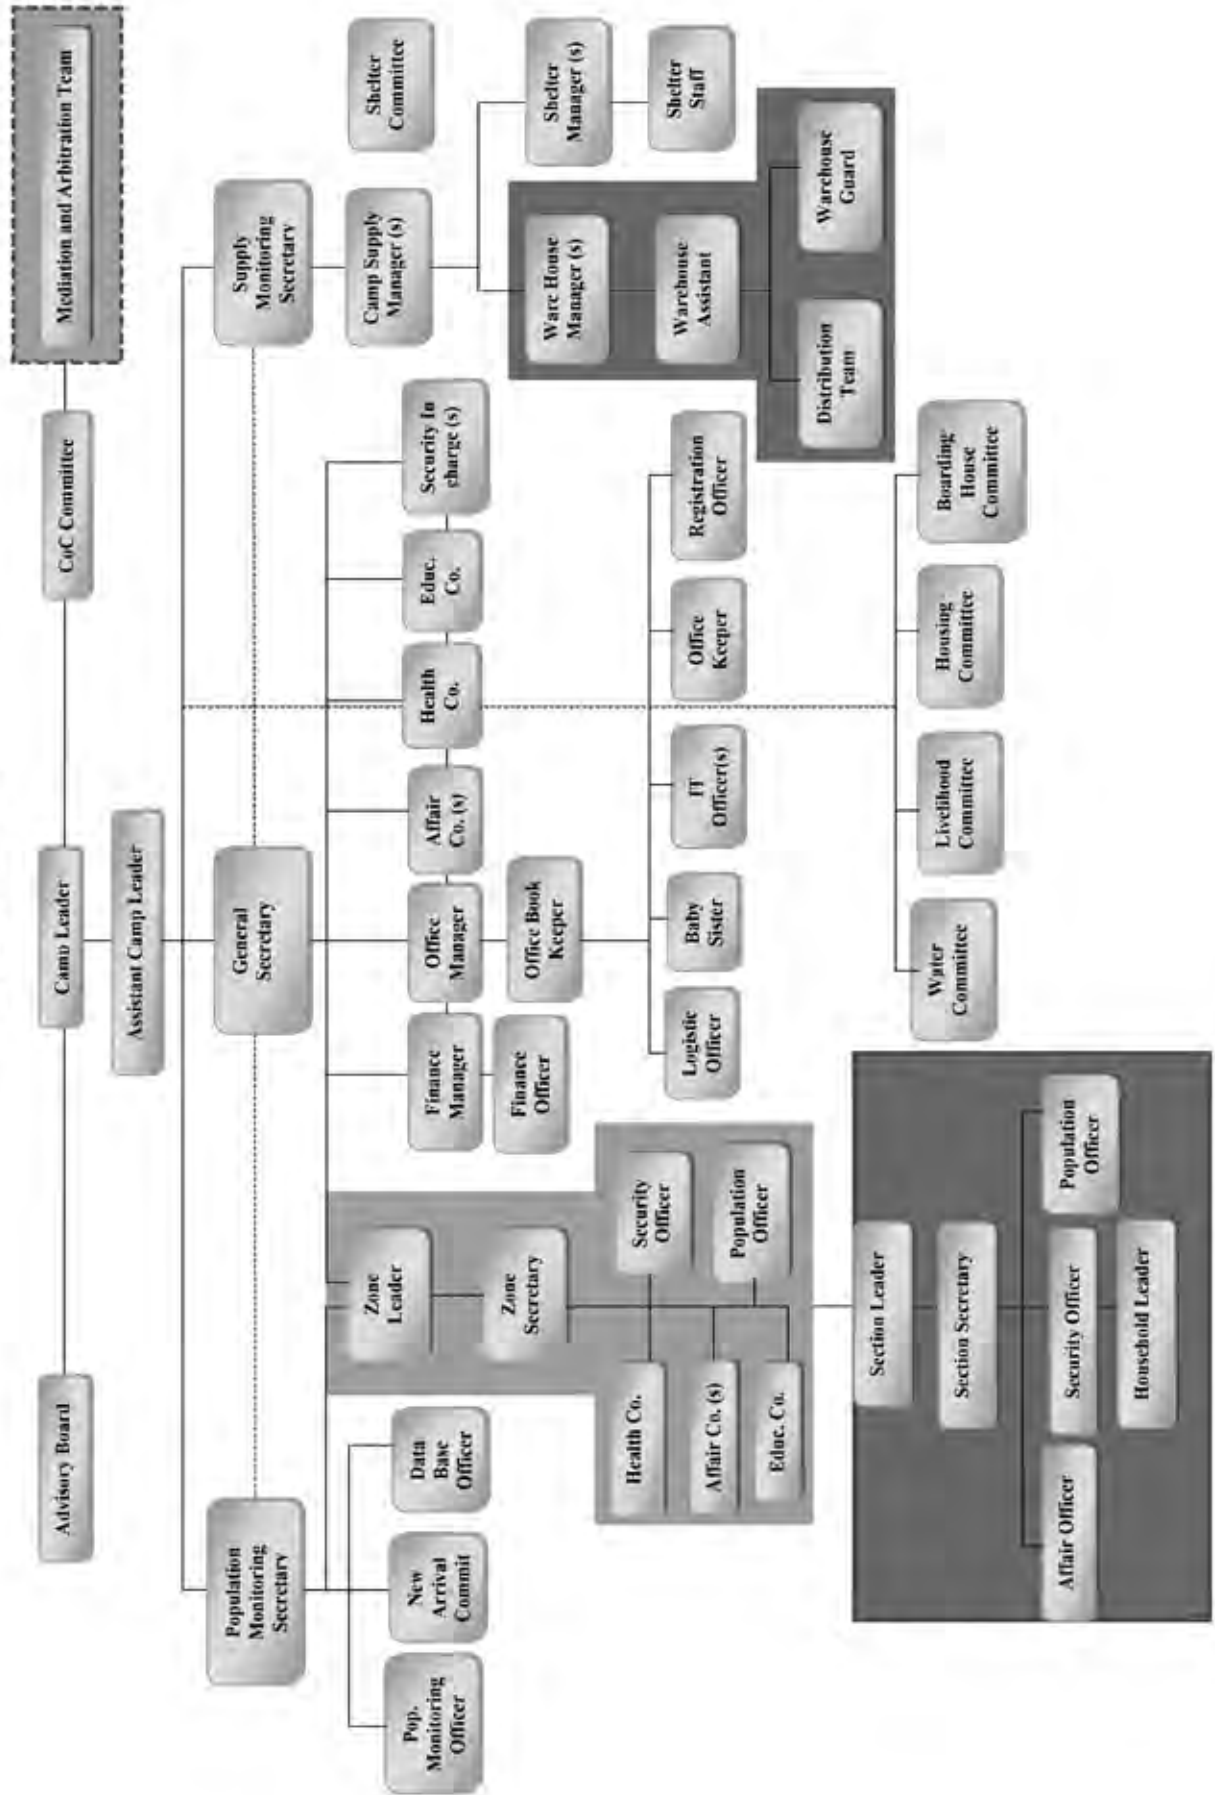 Advisory Board
Camp Leader
CoC Committee
Mediation and Arbitration Team
Assistant Camp Leader
Population
Monitoring
Secretary
General
Secretary
Supply
Monitoring
Secretary
Camp Supply
Manager (s)
Shelter
Committee
Pop.
Monitoring
Officer
New
Arrival
Commit
Data
Base
Officer
Zone
Leader
Finance
Manager
Office
Manager
Affair
Co. (s)
Health
Co.
Educ.
Co.
Security In
charge (s)
Zone
Secretary
Finance
Officer
Office Book
Keeper
Ware House
Manager (s)
Shelter
Manager (s)
Health Co.
Security
Officer
Affair Co. (s)
Population
Officer
Educ. Co.
Logistic
Officer
Baby
Sister
IT
Officer(s)
Office
Keeper
Registration
Officer
Warehouse
Assistant
Shelter
Staff
Distribution
Team
Warehouse
Guard
Section Leader
Section Secretary
Affair Officer
Security Officer
Population
Officer
Household Leader
Water
Committee
Livelihood
Committee
Housing
Committee
Boarding
House
Committee